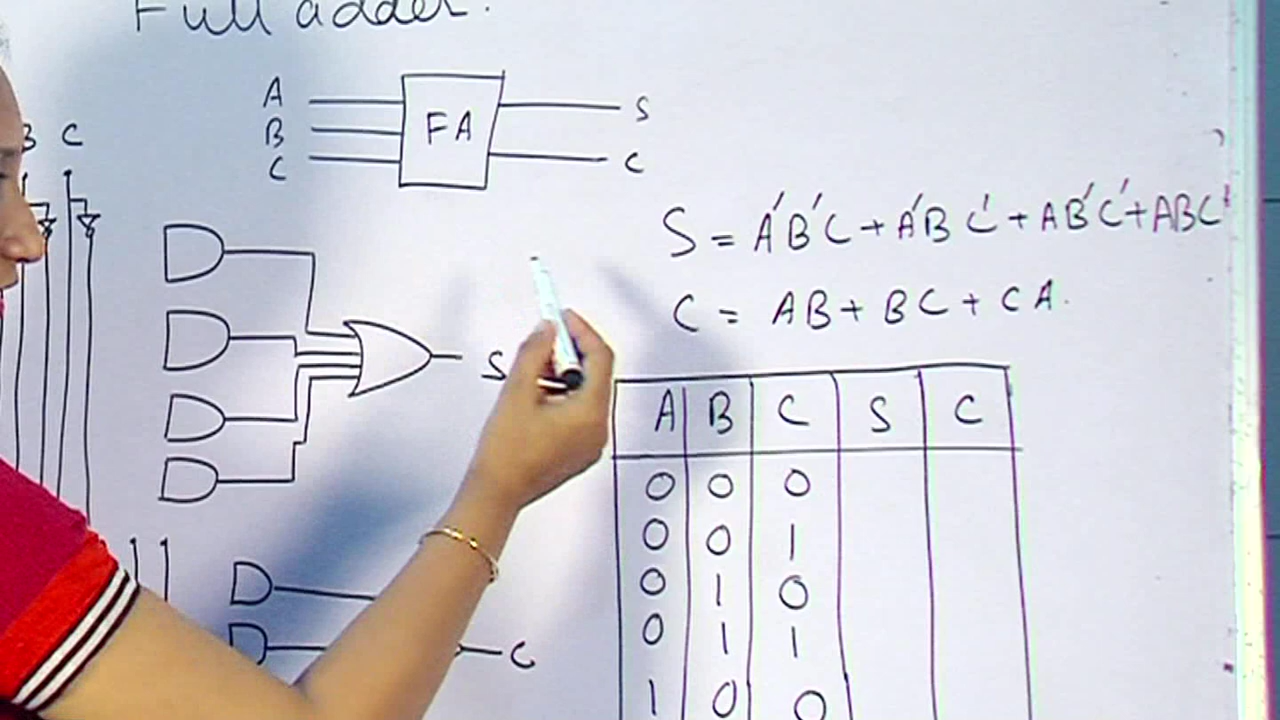 Full adder.
A
B
C
FA
S
C
B C
S = A'B'C + A'B C' + AB'C' + ABC'
C = AB + BC + CA.
S
C
A B C S C
0 0 0
0 0 1
0 1 0
0 1 1
1 0 0